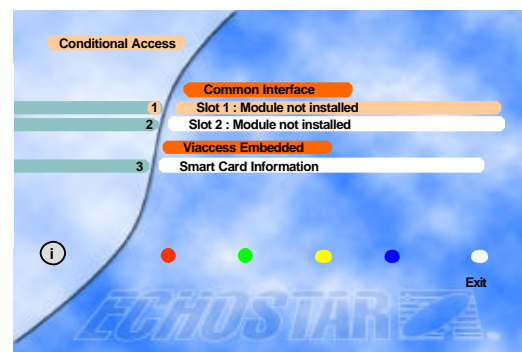 Conditional Access
Common Interface
1 Slot 1 : Module not installed
2 Slot 2 : Module not installed
Viaccess Embedded
3 Smart Card Information
i
Exit
ECHOSTAR